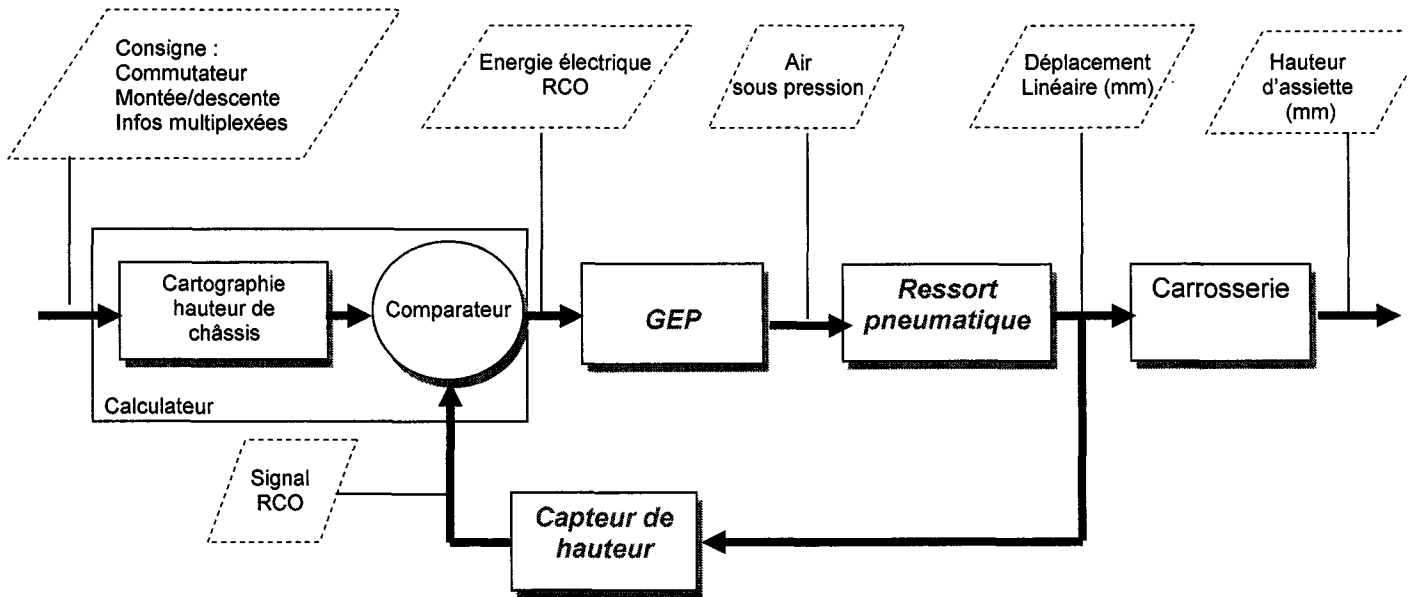 Consigne :
Commutateur
Montée/descente
Infos multiplexées
Energie électrique
RCO
Air
sous pression
Déplacement
Linéaire (mm)
Hauteur
d'assiette
(mm)
Cartographie
hauteur de
châssis
Comparateur
GEP
Ressort
pneumatique
Carrosserie
Calculateur
Signal
RCO
Capteur de
hauteur